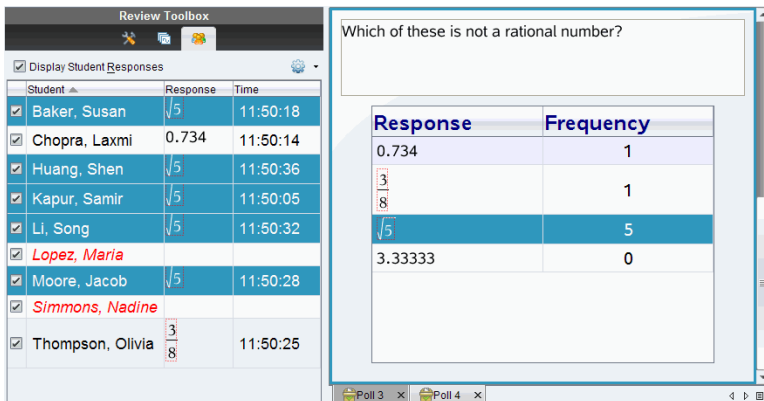 Review Toolbox
Display Student Responses
Student Response Time
Baker, Susan √5 11:50:18
Chopra, Laxmi 0.734 11:50:14
Huang, Shen √5 11:50:36
Kapur, Samir √5 11:50:05
Li, Song √5 11:50:32
Lopez, Maria
Moore, Jacob √5 11:50:28
Simmons, Nadine
Thompson, Olivia 3/8 11:50:25
Which of these is not a rational number?
Response Frequency
0.734 1
3/8 1
√5 5
3.33333 0
Poll 3 Poll 4